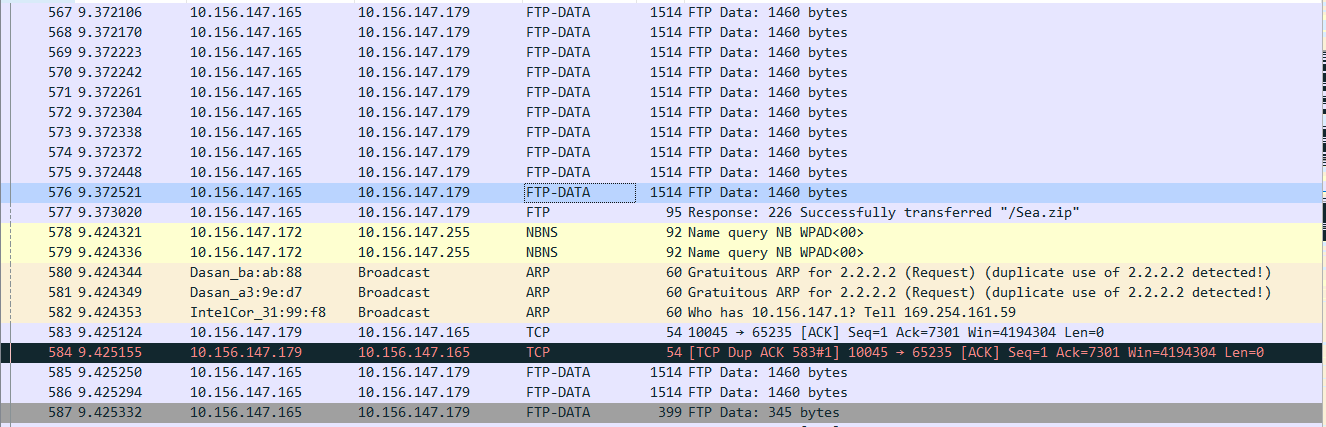 567 9.372106 10.156.147.165 10.156.147.179 FTP-DATA 1514 FTP Data: 1460 bytes
568 9.372170 10.156.147.165 10.156.147.179 FTP-DATA 1514 FTP Data: 1460 bytes
569 9.372223 10.156.147.165 10.156.147.179 FTP-DATA 1514 FTP Data: 1460 bytes
570 9.372242 10.156.147.165 10.156.147.179 FTP-DATA 1514 FTP Data: 1460 bytes
571 9.372261 10.156.147.165 10.156.147.179 FTP-DATA 1514 FTP Data: 1460 bytes
572 9.372304 10.156.147.165 10.156.147.179 FTP-DATA 1514 FTP Data: 1460 bytes
573 9.372338 10.156.147.165 10.156.147.179 FTP-DATA 1514 FTP Data: 1460 bytes
574 9.372372 10.156.147.165 10.156.147.179 FTP-DATA 1514 FTP Data: 1460 bytes
575 9.372448 10.156.147.165 10.156.147.179 FTP-DATA 1514 FTP Data: 1460 bytes
576 9.372521 10.156.147.165 10.156.147.179 FTP-DATA 1514 FTP Data: 1460 bytes
577 9.373020 10.156.147.165 10.156.147.179 FTP 95 Response: 226 Successfully transferred "/Sea.zip"
578 9.424321 10.156.147.172 10.156.147.255 NBNS 92 Name query NB WPAD<00>
579 9.424336 10.156.147.172 10.156.147.255 NBNS 92 Name query NB WPAD<00>
580 9.424344 Dasan_ba:ab:88 Broadcast ARP 60 Gratuitous ARP for 2.2.2.2 (Request) (duplicate use of 2.2.2.2 detected!)
581 9.424349 Dasan_a3:9e:d7 Broadcast ARP 60 Gratuitous ARP for 2.2.2.2 (Request) (duplicate use of 2.2.2.2 detected!)
582 9.424353 IntelCor_31:99:f8 Broadcast ARP 60 Who has 10.156.147.1? Tell 169.254.161.59
583 9.425124 10.156.147.179 10.156.147.165 TCP 54 10045 → 65235 [ACK] Seq=1 Ack=7301 Win=4194304 Len=0
584 9.425155 10.156.147.179 10.156.147.165 TCP 54 [TCP Dup ACK 583#1] 10045 → 65235 [ACK] Seq=1 Ack=7301 Win=4194304 Len=0
585 9.425250 10.156.147.165 10.156.147.179 FTP-DATA 1514 FTP Data: 1460 bytes
586 9.425294 10.156.147.165 10.156.147.179 FTP-DATA 1514 FTP Data: 1460 bytes
587 9.425332 10.156.147.165 10.156.147.179 FTP-DATA 399 FTP Data: 345 bytes